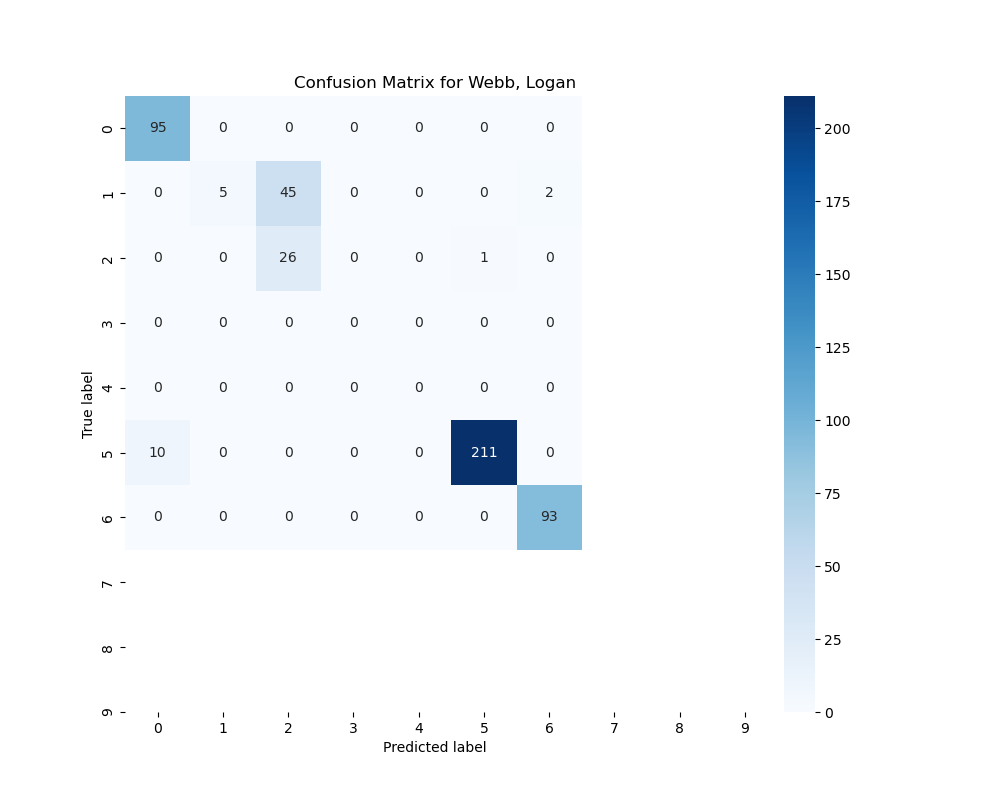 Confusion Matrix for Webb, Logan
True label
0 95 0 0 0 0 0 0
1 0 5 45 0 0 0 2
2 0 0 26 0 0 1 0
3 0 0 0 0 0 0 0
4 0 0 0 0 0 0 0
5 10 0 0 0 0 211 0
6 0 0 0 0 0 0 93
7
8
9
0 1 2 3 4 5 6 7 8 9
Predicted label
200
175
150
125
100
75
50
25
0